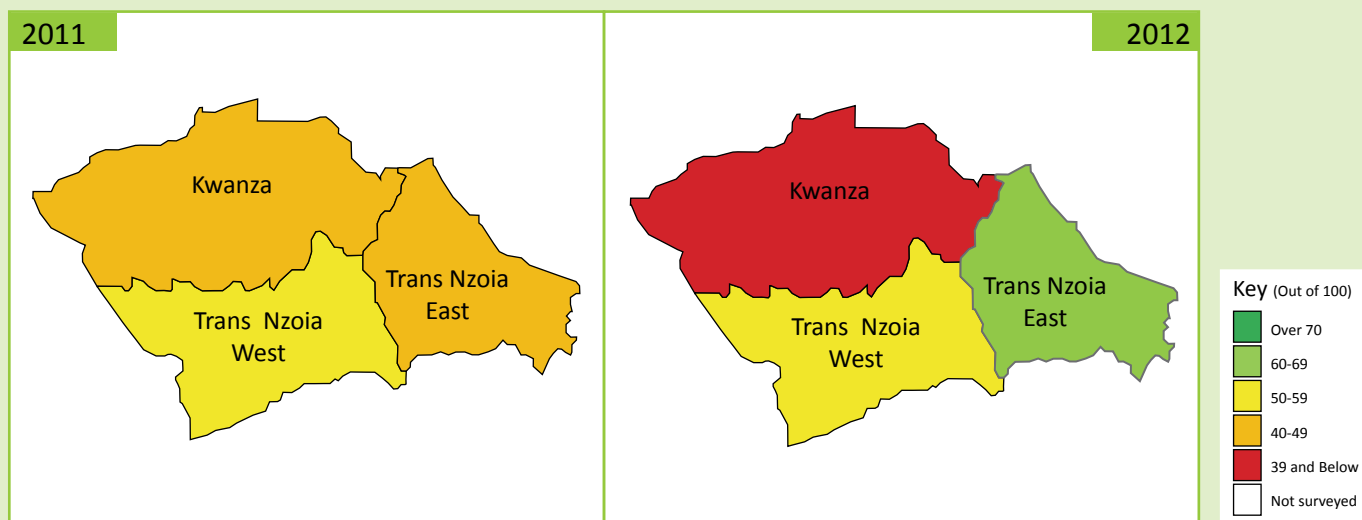 2011
Kwanza
Trans Nzoia
East
Trans Nzoia
West
2012
Kwanza
Trans Nzoia
East
Trans Nzoia
West
Key (Out of 100)
Over 70
60-69
50-59
40-49
39 and Below
Not surveyed